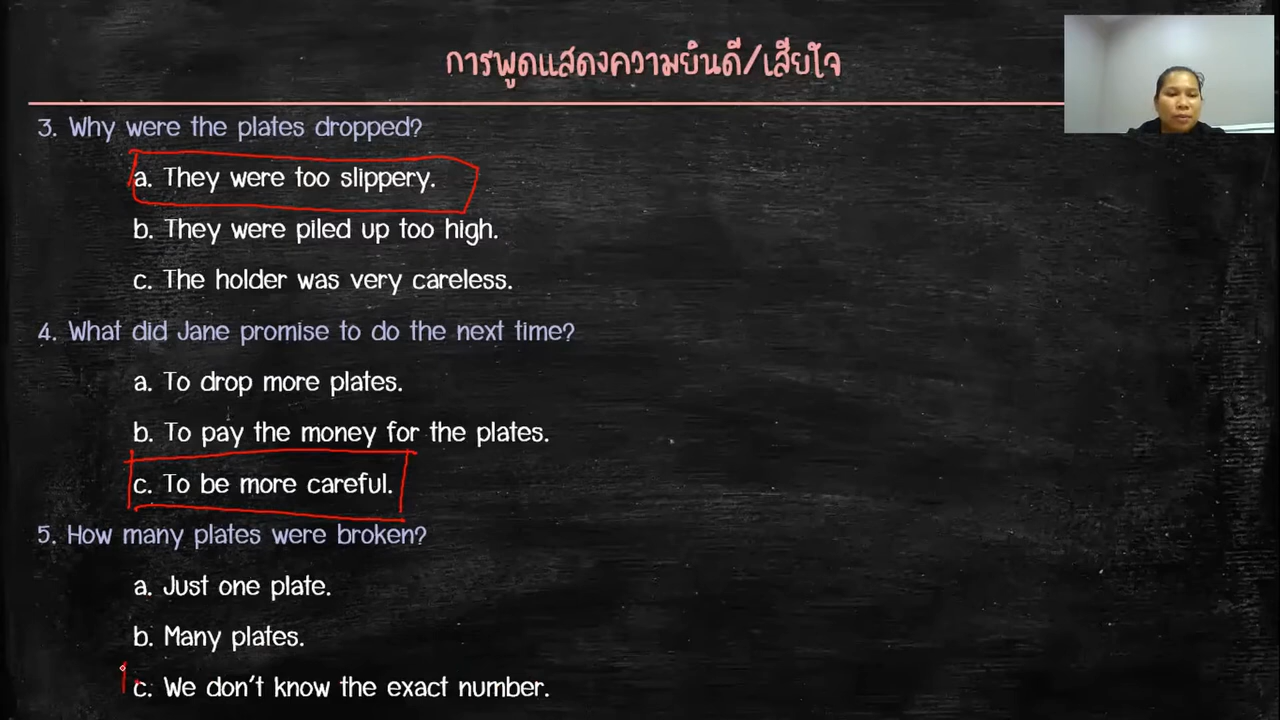 การพูดแสดงความยินดี/เสียใจ
3. Why were the plates dropped?
a. They were too slippery.
b. They were piled up too high.
c. The holder was very careless.
4. What did Jane promise to do the next time?
a. To drop more plates.
b. To pay the money for the plates.
c. To be more careful.
5. How many plates were broken?
a. Just one plate.
b. Many plates.
c. We don't know the exact number.